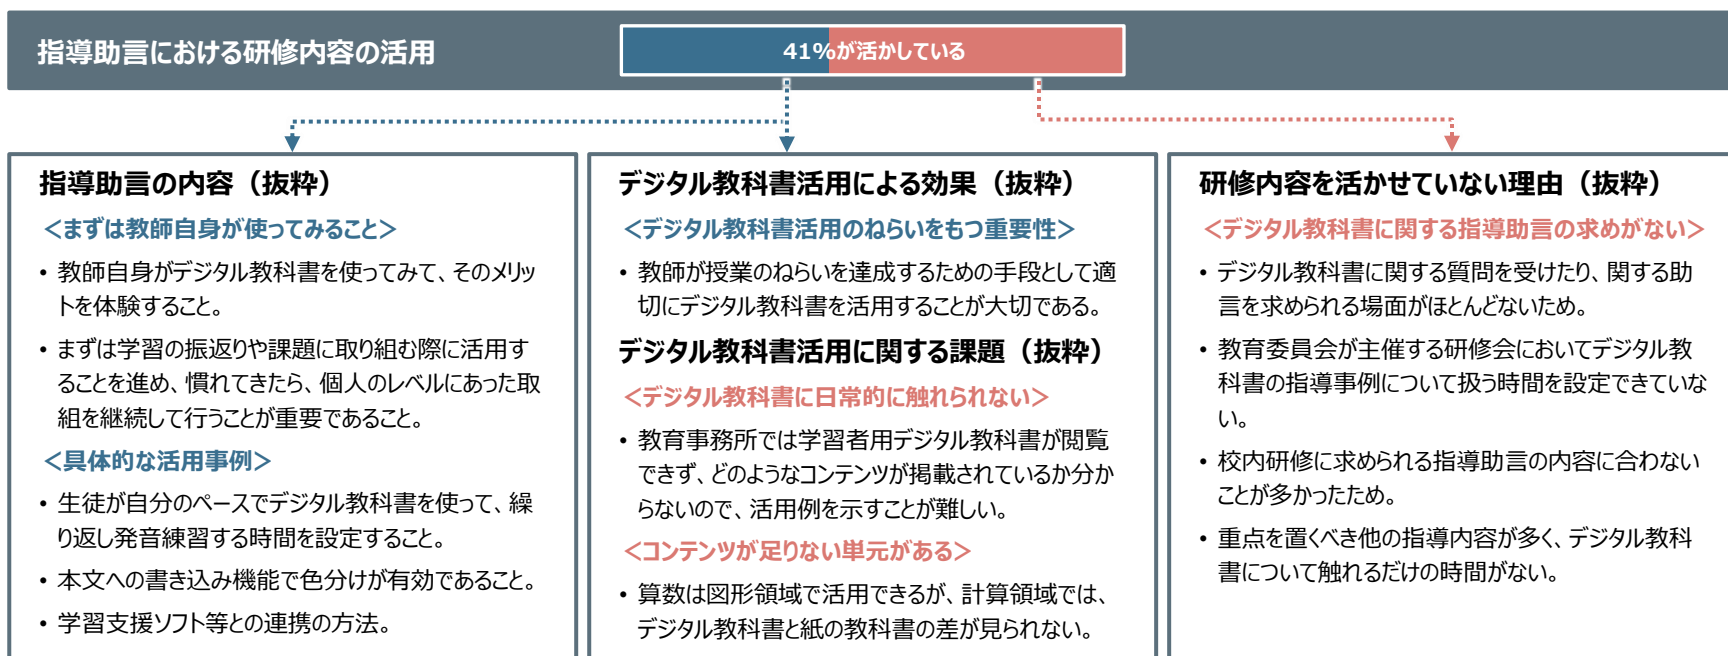 指導助言における研修内容の活用
41%が活かしている
指導助言の内容（抜粋）
<まずは教師自身が使ってみること>
• 教師自身がデジタル教科書を使ってみて、そのメリッ
トを体験すること。
• まずは学習の振返りや課題に取り組む際に活用す
ることを進め、慣れてきたら、個人のレベルにあった取
組を継続して行うことが重要であること。
<具体的な活用事例>
• 生徒が自分のペースでデジタル教科書を使って、繰
り返し発音練習する時間を設定すること。
• 本文への書き込み機能で色分けが有効であること。
• 学習支援ソフト等との連携の方法。
デジタル教科書活用による効果（抜粋）
<デジタル教科書活用のねらいをもつ重要性>
• 教師が授業のねらいを達成するための手段として適
切にデジタル教科書を活用することが大切である。
デジタル教科書活用に関する課題（抜粋）
<デジタル教科書に日常的に触れられない>
• 教育事務所では学習者用デジタル教科書が閲覧
できず、どのようなコンテンツが掲載されているか分か
らないので、活用例を示すことが難しい。
<コンテンツが足りない単元がある>
• 算数は図形領域で活用できるが、計算領域では、
デジタル教科書と紙の教科書の差が見られない。
研修内容を活かせていない理由（抜粋）
<デジタル教科書に関する指導助言の求めがない>
• デジタル教科書に関する質問を受けたり、関する助
言を求められる場面がほとんどないため。
• 教育委員会が主催する研修会においてデジタル教
科書の指導事例について扱う時間を設定できていな
い。
• 校内研修に求められる指導助言の内容に合わない
ことが多かったため。
• 重点を置くべき他の指導内容が多く、デジタル教科
書について触れるだけの時間がない。